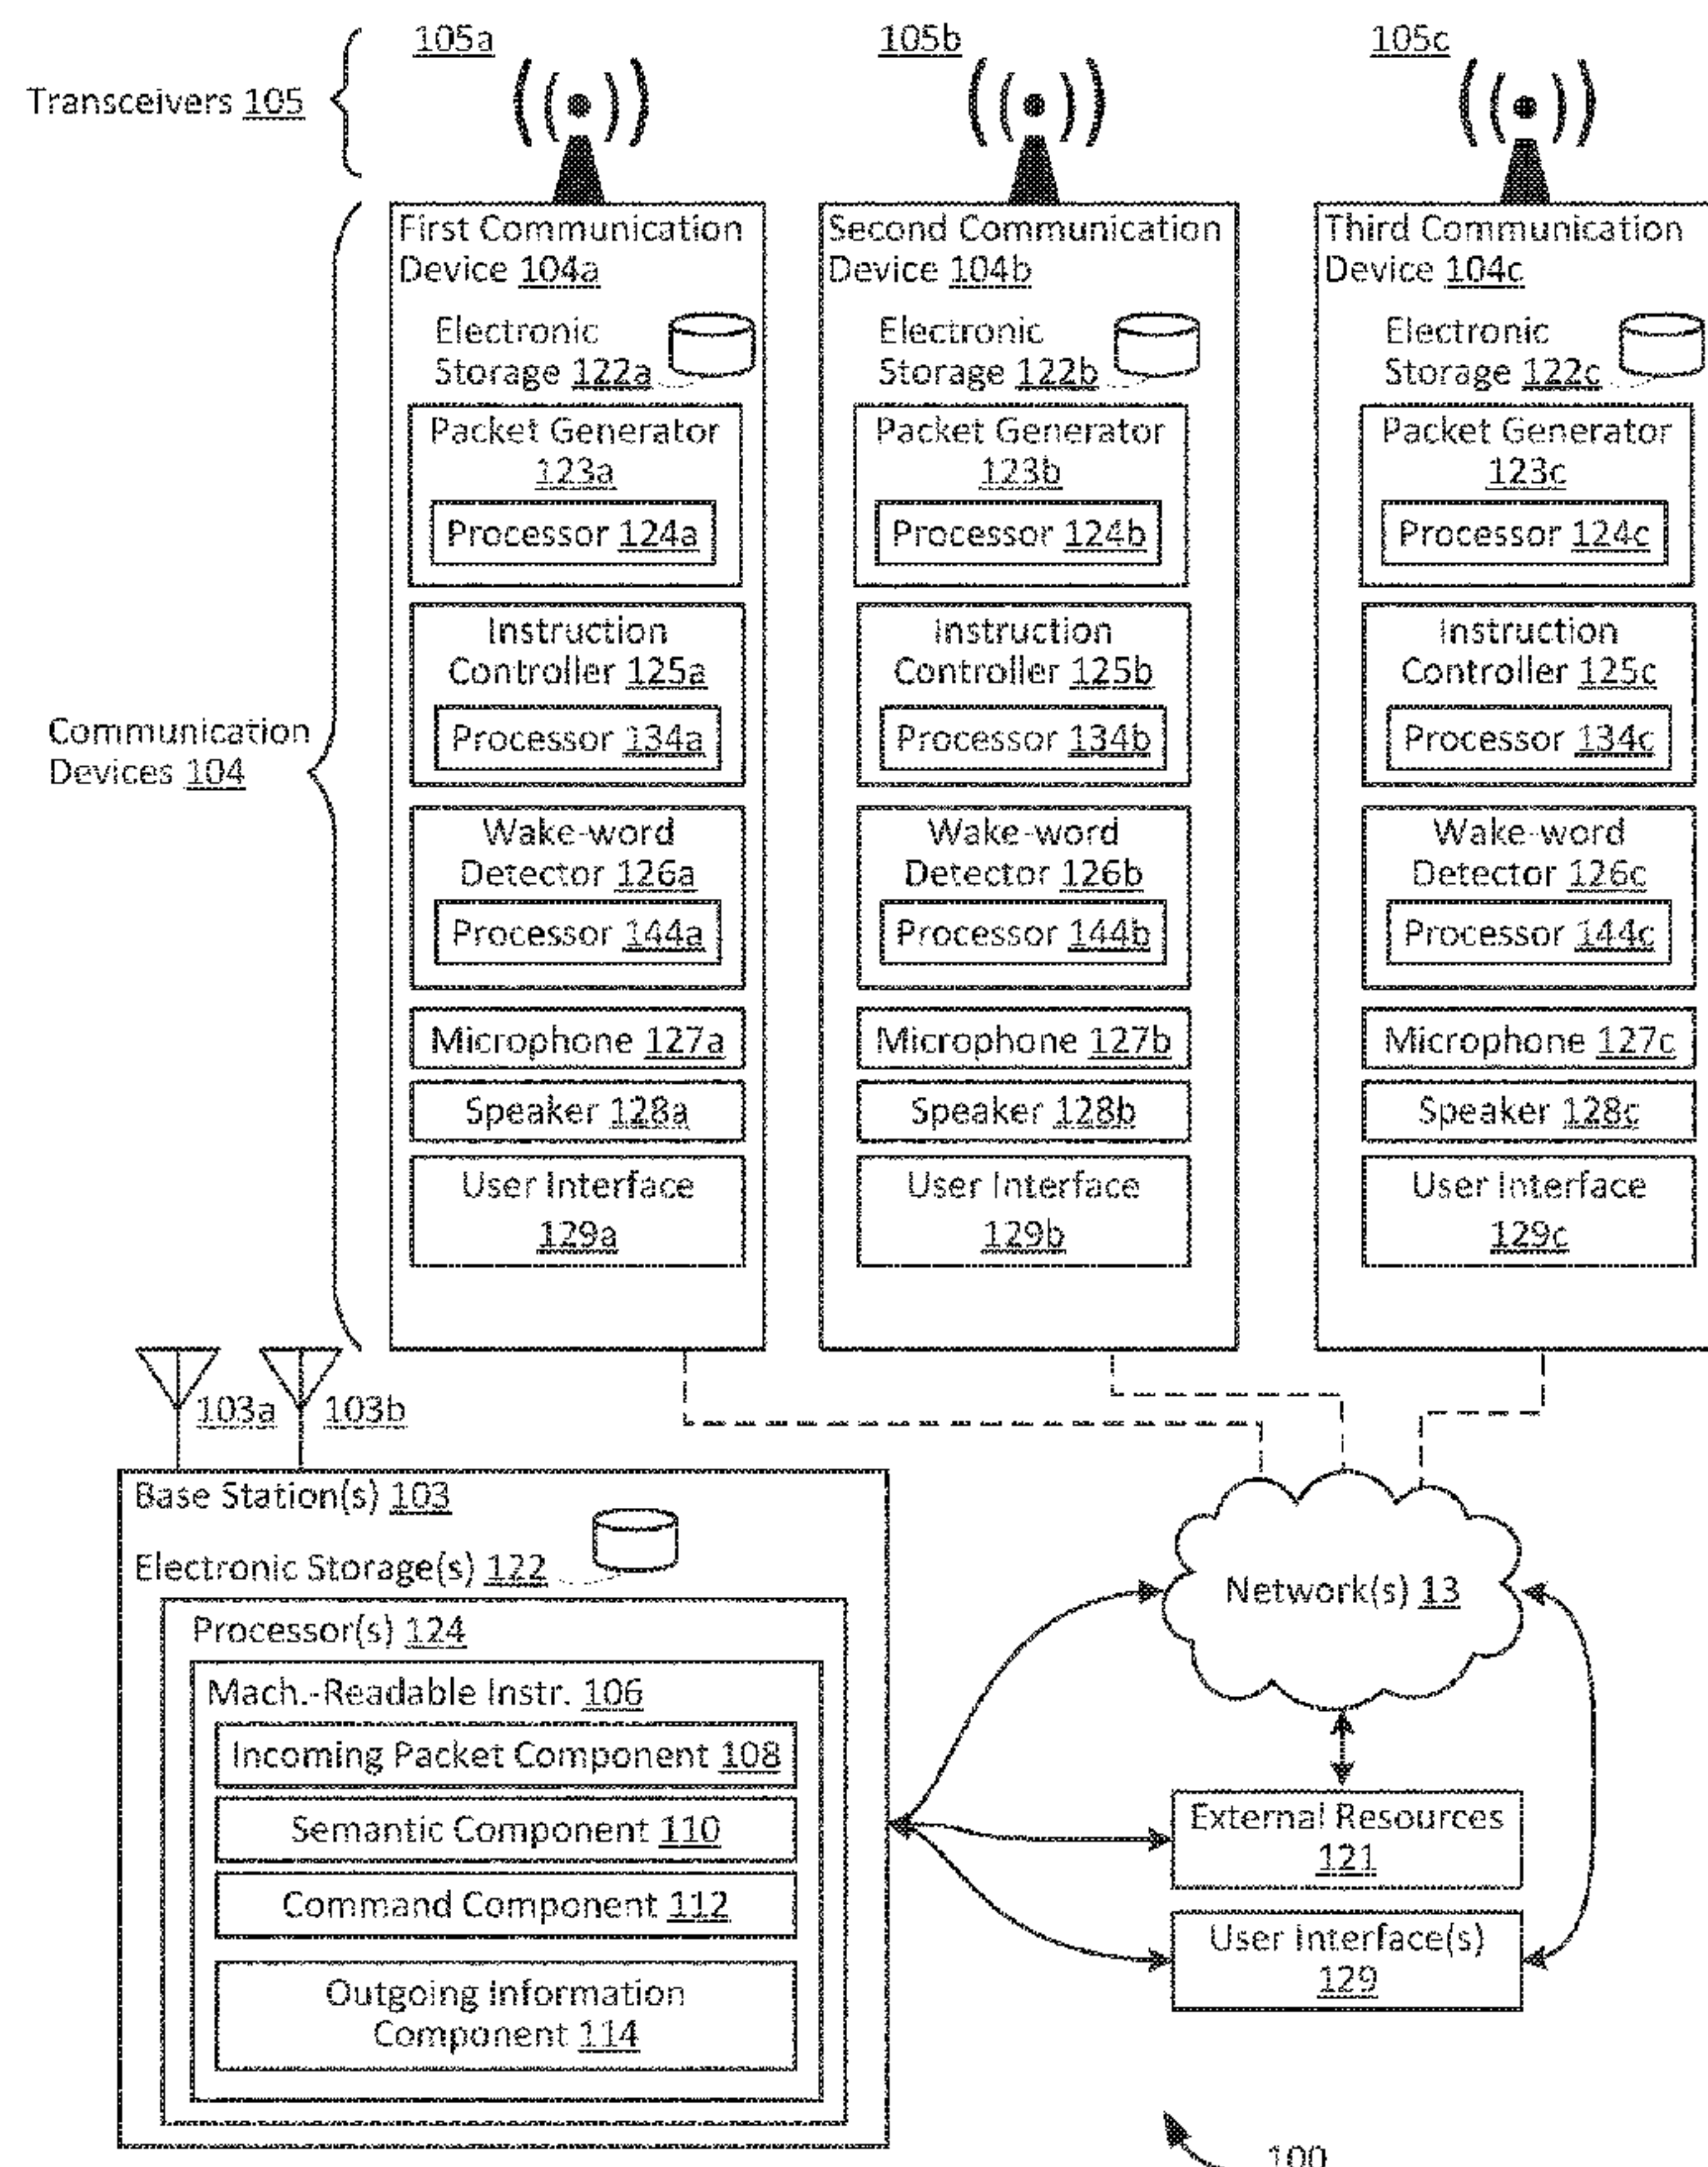 105a
105b
105c
Transceivers 105
First Communication
Device 104a
Electronic
Storage 122a
Packet Generator
123a
Processor 124a
Instruction
Controller 125a
Processor 134a
Wake-word
Detector 126a
Processor 144a
Microphone 127a
Speaker 128a
User Interface
129a
Second Communication
Device 104b
Electronic
Storage 122b
Packet Generator
123b
Processor 124b
Instruction
Controller 125b
Processor 134b
Wake-word
Detector 126b
Processor 144b
Microphone 127b
Speaker 128b
User Interface
129b
Third Communication
Device 104c
Electronic
Storage 122c
Packet Generator
123c
Processor 124c
Instruction
Controller 125c
Processor 134c
Wake-word
Detector 126c
Processor 144c
Microphone 127c
Speaker 128c
User Interface
129c
Communication
Devices 104
103a
103b
Base Station(s) 103
Electronic Storage(s) 122
Processor(s) 124
Mach.-Readable Instr. 106
Incoming Packet Component 108
Semantic Component 110
Command Component 112
Outgoing Information
Component 114
Network(s) 13
External Resources
121
User Interface(s)
129
100